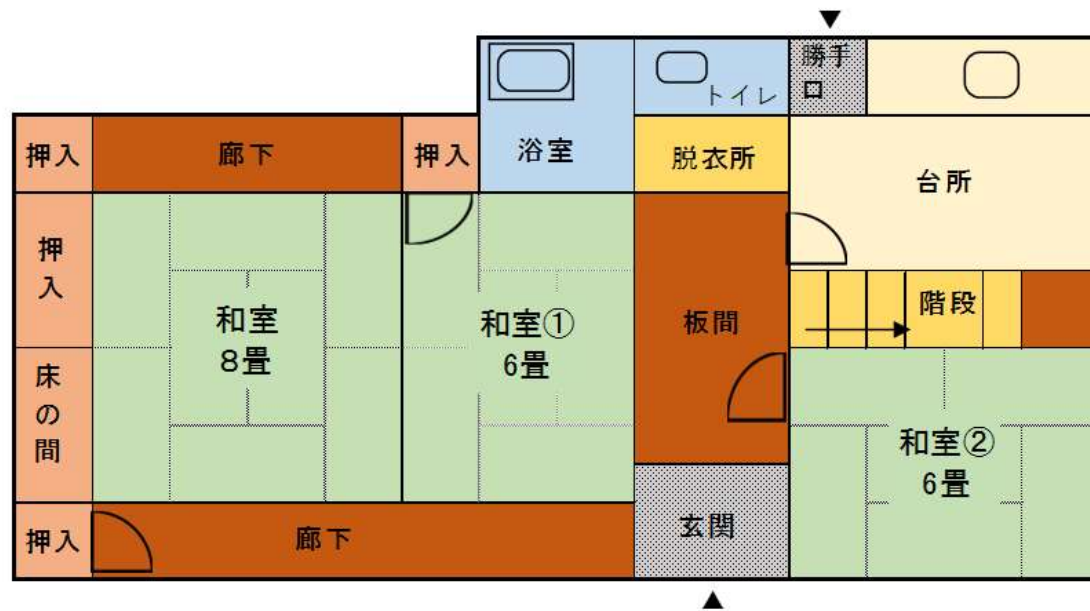 勝手
口
トイレ
押入
廊下
押入
浴室
脱衣所
台所
押
入
和室
8畳
和室①
6畳
板間
階段
床
の
間
和室②
6畳
押入
廊下
玄関